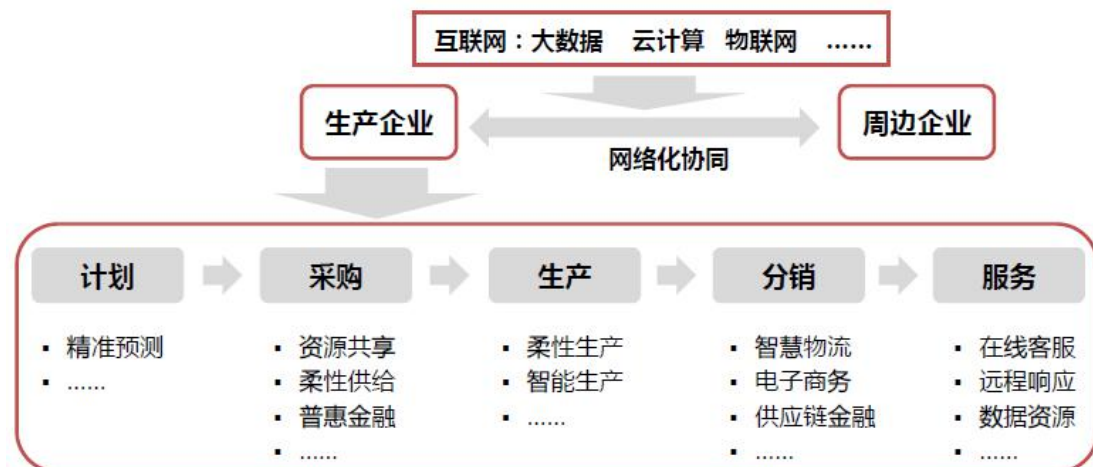 互联网：大数据 云计算 物联网 ……
生产企业
周边企业
网络化协同
计划
采购
生产
分销
服务
▪ 精准预测
▪ ……
▪ 资源共享
▪ 柔性供给
▪ 普惠金融
▪ ……
▪ 柔性生产
▪ 智能生产
▪ ……
▪ 智慧物流
▪ 电子商务
▪ 供应链金融
▪ ……
▪ 在线客服
▪ 远程响应
▪ 数据资源
▪ ……